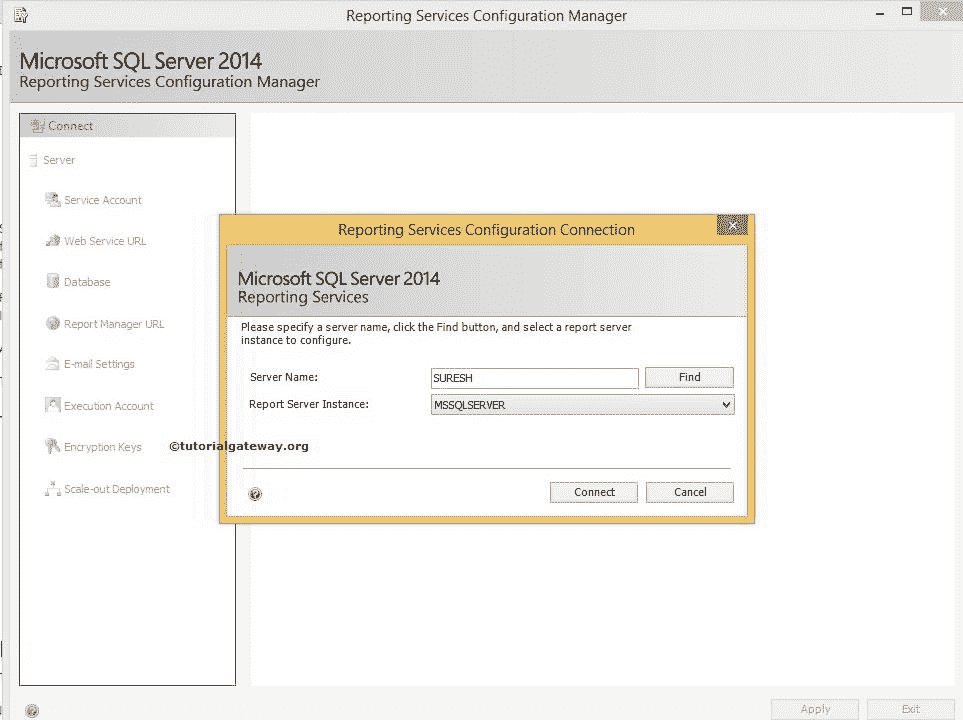 Reporting Services Configuration Manager
Microsoft SQL Server 2014
Reporting Services Configuration Manager
Connect
Server
Service Account
Web Service URL
Database
Report Manager URL
E-mail Settings
Execution Account
Encryption Keys
Scale-out Deployment
©tutorialgateway.org
Reporting Services Configuration Connection
Microsoft SQL Server 2014
Reporting Services
Please specify a server name, click the Find button, and select a report server
instance to configure.
Server Name:
SURESH
Find
Report Server Instance:
MSSQLSERVER
Connect
Cancel
Apply
Exit